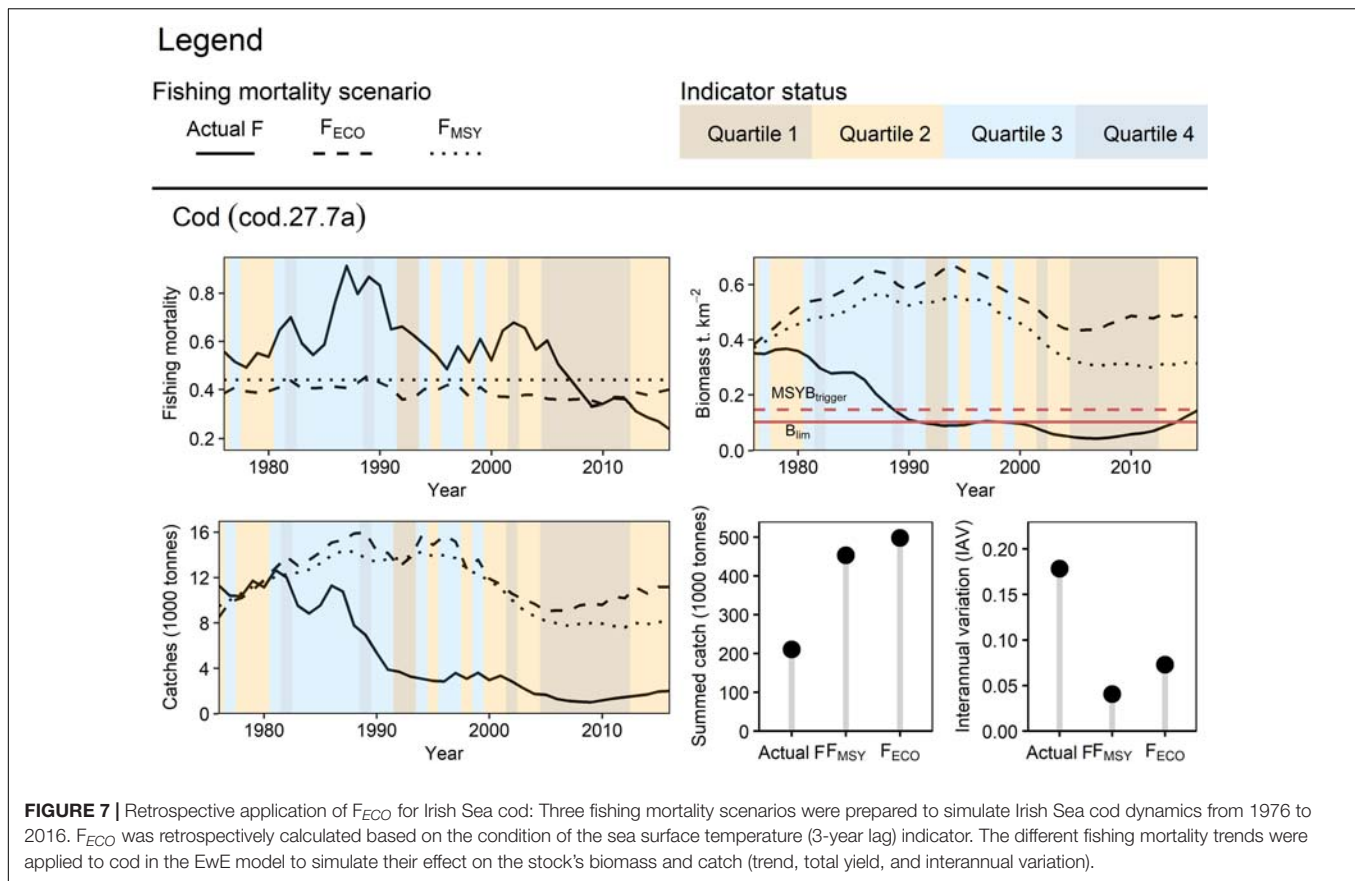 Legend
Fishing mortality scenario
Actual F F_ECO F_MSY
Indicator status
Quartile 1 Quartile 2 Quartile 3 Quartile 4
Cod (cod.27.7a)
Fishing mortality
0.8
0.6
0.4
0.2
1980 1990 2000 2010
Year
Biomass t. km⁻²
0.6
0.4
0.2
0.0
MSYB_trigger
B_lim
1980 1990 2000 2010
Year
Catches (1000 tonnes)
16
12
8
4
0
1980 1990 2000 2010
Year
Summed catch (1000 tonnes)
500
400
300
200
100
0
Actual F F_MSY F_ECO
Interannual variation (IAV)
0.20
0.15
0.10
0.05
0.00
Actual F F_MSY F_ECO
FIGURE 7 | Retrospective application of F_ECO for Irish Sea cod: Three fishing mortality scenarios were prepared to simulate Irish Sea cod dynamics from 1976 to
2016. F_ECO was retrospectively calculated based on the condition of the sea surface temperature (3-year lag) indicator. The different fishing mortality trends were
applied to cod in the EwE model to simulate their effect on the stock's biomass and catch (trend, total yield, and interannual variation).